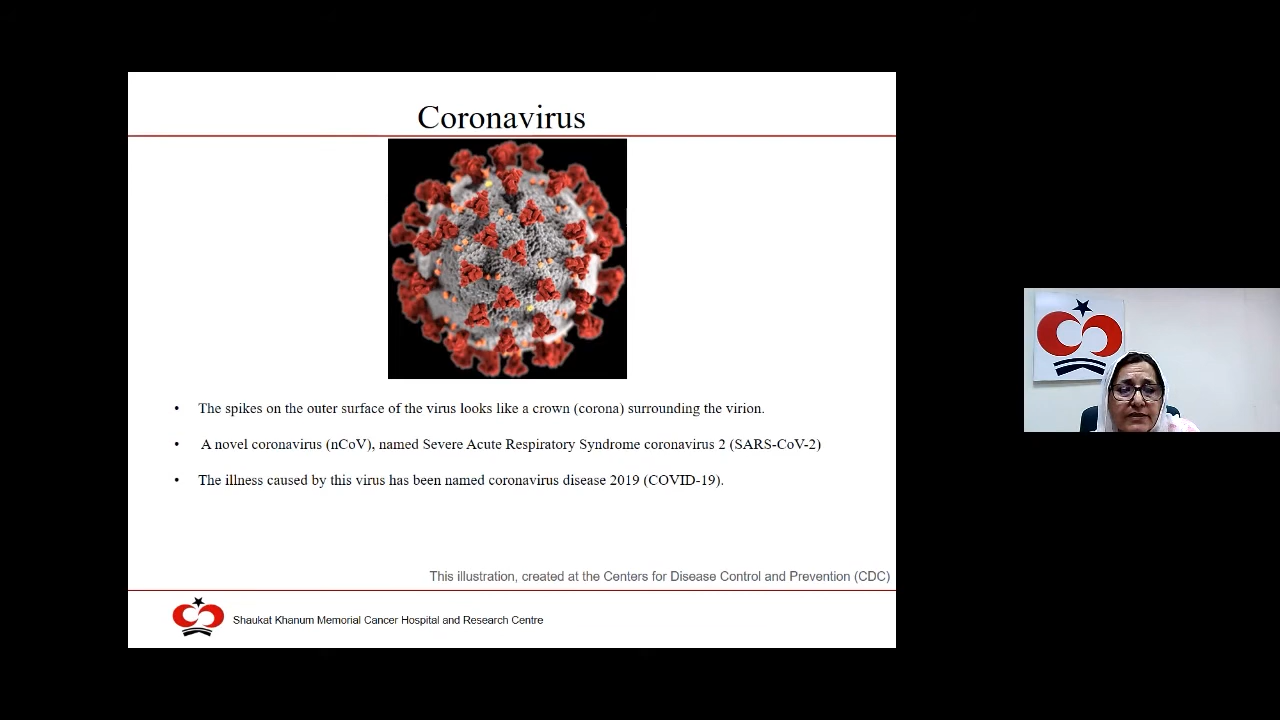 Coronavirus
• The spikes on the outer surface of the virus looks like a crown (corona) surrounding the virion.
• A novel coronavirus (nCoV), named Severe Acute Respiratory Syndrome coronavirus 2 (SARS-CoV-2)
• The illness caused by this virus has been named coronavirus disease 2019 (COVID-19).
This illustration, created at the Centers for Disease Control and Prevention (CDC)
Shaukat Khanum Memorial Cancer Hospital and Research Centre